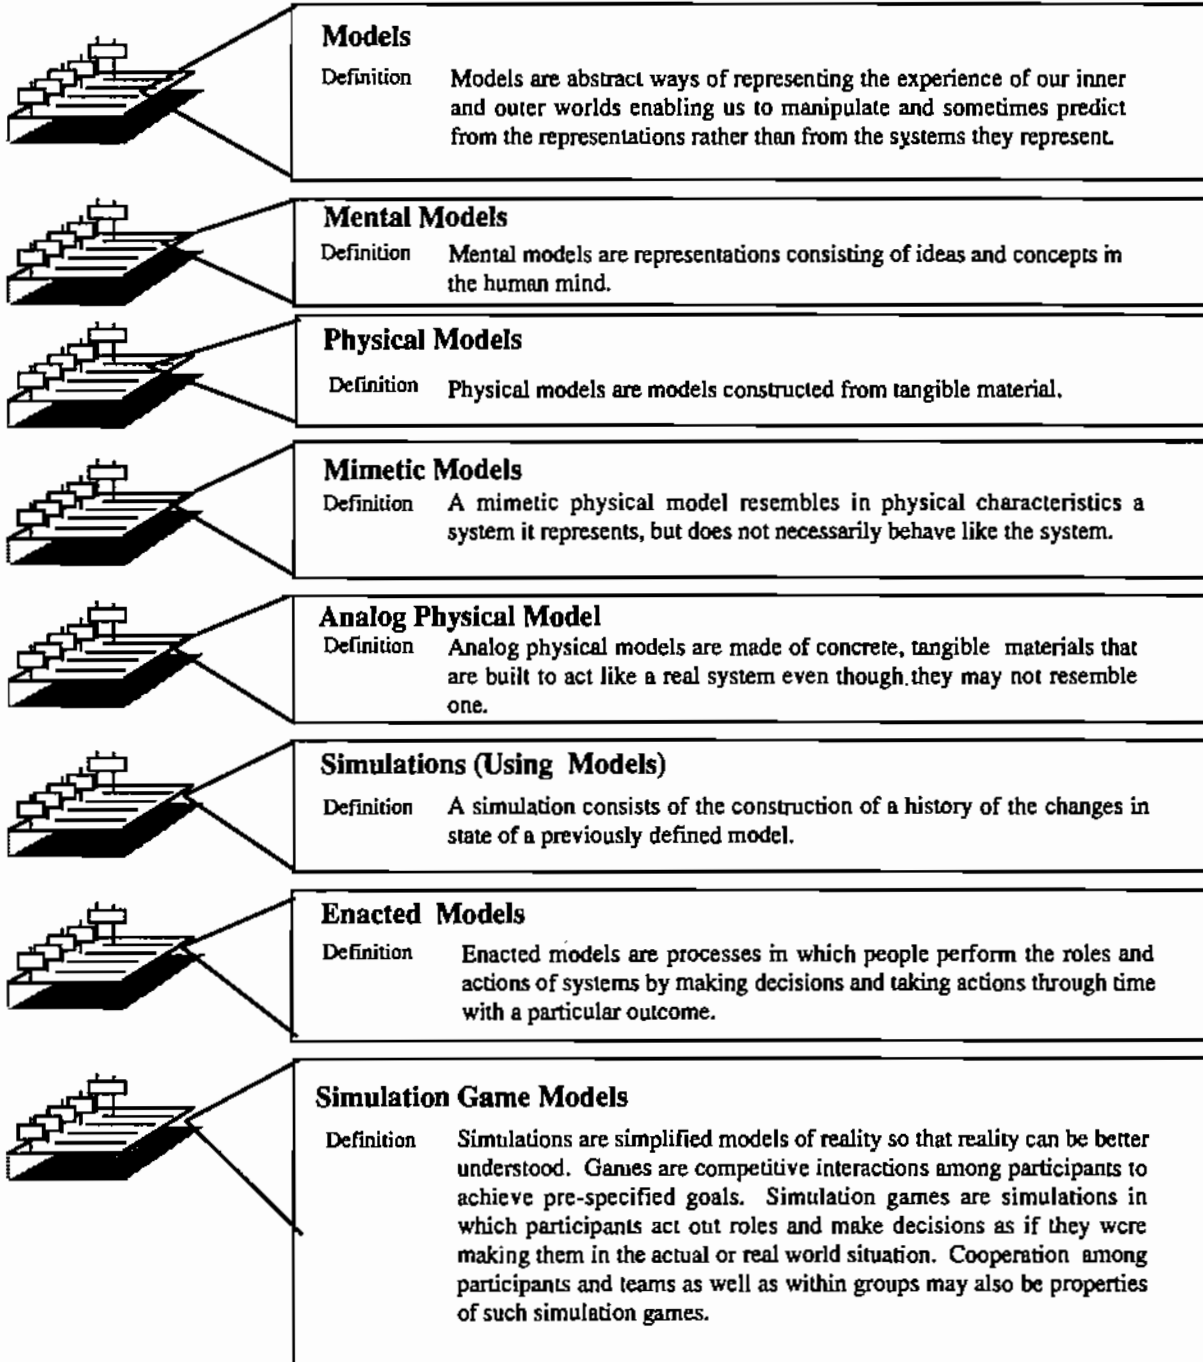 Models
Definition Models are abstract ways of representing the experience of our inner
and outer worlds enabling us to manipulate and sometimes predict
from the representations rather than from the systems they represent.
Mental Models
Definition Mental models are representations consisting of ideas and concepts in
the human mind.
Physical Models
Definition Physical models are models constructed from tangible material.
Mimetic Models
Definition A mimetic physical model resembles in physical characteristics a
system it represents, but does not necessarily behave like the system.
Analog Physical Model
Definition Analog physical models are made of concrete, tangible materials that
are built to act like a real system even though.they may not resemble
one.
Simulations (Using Models)
Definition A simulation consists of the construction of a history of the changes in
state of a previously defined model.
Enacted Models
Definition Enacted models are processes in which people perform the roles and
actions of systems by making decisions and taking actions through time
with a particular outcome.
Simulation Game Models
Definition Simulations are simplified models of reality so that reality can be better
understood. Games are competitive interactions among participants to
achieve pre-specified goals. Simulation games are simulations in
which participants act out roles and make decisions as if they were
making them in the actual or real world situation. Cooperation among
participants and teams as well as within groups may also be properties
of such simulation games.